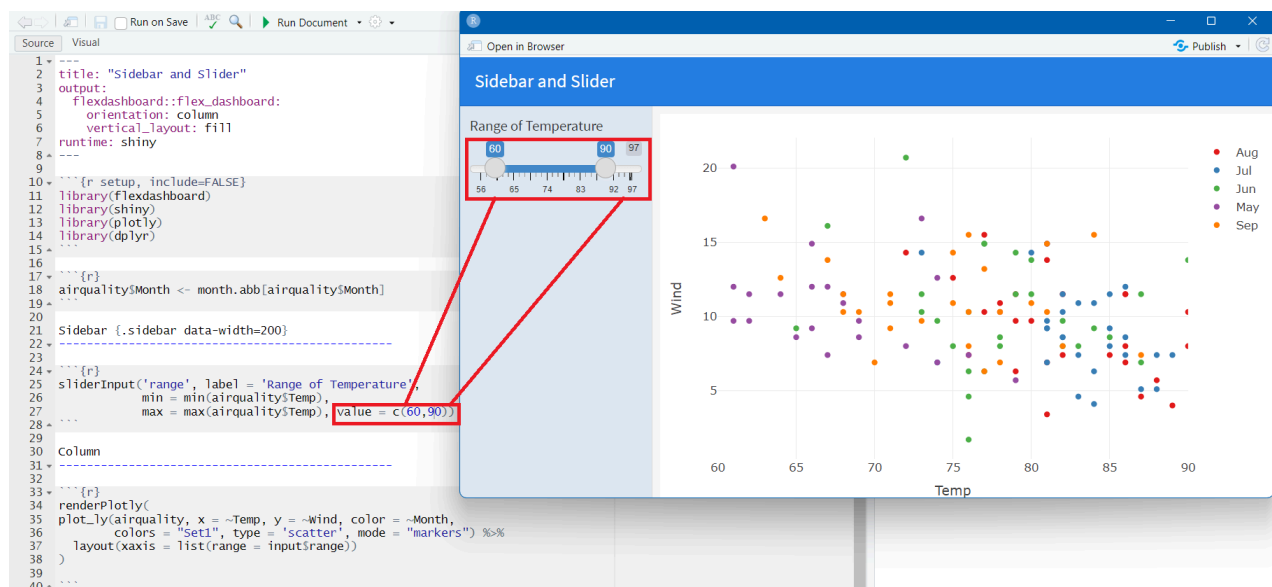 Run on Save ABC Run Document
Source Visual
1 ---
2 title: "Sidebar and Slider"
3 output:
4   flexdashboard::flex_dashboard:
5     orientation: column
6     vertical_layout: fill
7 runtime: shiny
8 ---
9
10 ```{r setup, include=FALSE}
11 library(flexdashboard)
12 library(shiny)
13 library(plotly)
14 library(dplyr)
15 ```
16
17 ```{r}
18 airquality$Month <- month.abb[airquality$Month]
19 ```
20
21 Sidebar {.sidebar data-width=200}
22 -----------------------------------------------
23
24 ```{r}
25 sliderInput('range', label = 'Range of Temperature',
26           min = min(airquality$Temp),
27           max = max(airquality$Temp), value = c(60,90))
28 ```
29
30 Column
31 -----------------------------------------------
32
33 ```{r}
34 renderPlotly(
35 plot_ly(airquality, x = ~Temp, y = ~Wind, color = ~Month,
36        colors = "Set1", type = 'scatter', mode = "markers") %>%
37   layout(xaxis = list(range = input$range))
38 )
39
40 ```
R
Open in Browser Publish
Sidebar and Slider
Range of Temperature
60 90 97
56 65 74 83 92 97
20
15
10
5
Wind
60 65 70 75 80 85 90
Temp
Aug
Jul
Jun
May
Sep